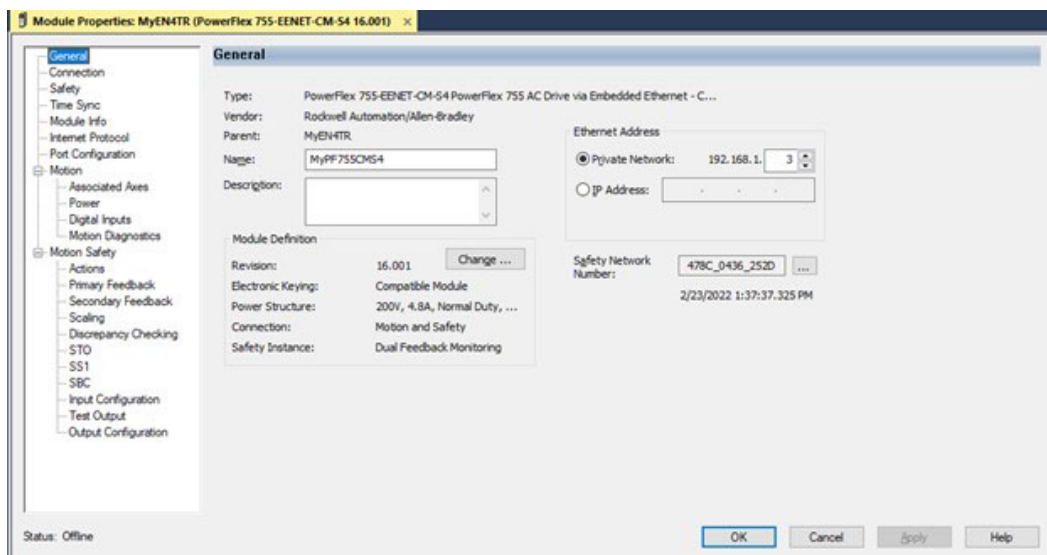 Module Properties: MyEN4TR (PowerFlex 755-EENET-CM-S4 16.001) ×
General
Connection
Safety
Time Sync
Module Info
Internet Protocol
Port Configuration
Motion
Associated Axes
Power
Digital Inputs
Motion Diagnostics
Motion Safety
Actions
Primary Feedback
Secondary Feedback
Scaling
Discrepancy Checking
STO
SS1
SBC
Input Configuration
Test Output
Output Configuration
General
Type: PowerFlex 755-EENET-CM-S4 PowerFlex 755 AC Drive via Embedded Ethernet - C...
Vendor: Rockwell Automation/Allen-Bradley
Parent: MyEN4TR
Name: MyPF755CMS4
Description:
Module Definition
Revision: 16.001 Change ...
Electronic Keying: Compatible Module
Power Structure: 200V, 4.8A, Normal Duty, ...
Connection: Motion and Safety
Safety Instance: Dual Feedback Monitoring
Ethernet Address
Private Network: 192.168.1. 3
IP Address: . . .
Safety Network Number: 478C_0436_252D ...
2/23/2022 1:37:37.325 PM
Status: Offline
OK Cancel Apply Help